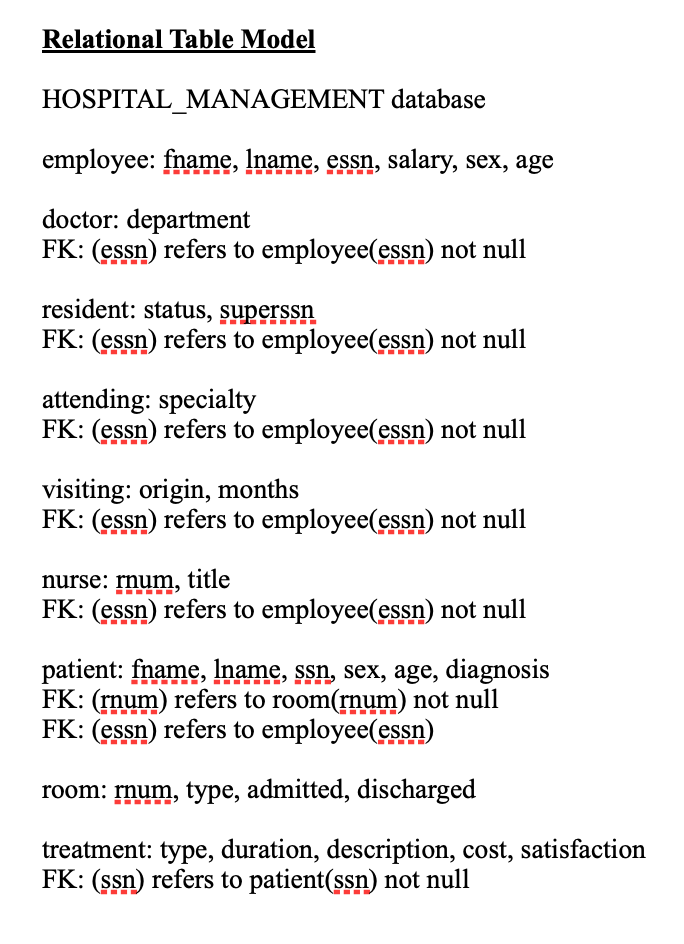 Relational Table Model
HOSPITAL_MANAGEMENT database
employee: fname, lname, essn, salary, sex, age
doctor: department
FK: (essn) refers to employee(essn) not null
resident: status, superssn
FK: (essn) refers to employee(essn) not null
attending: specialty
FK: (essn) refers to employee(essn) not null
visiting: origin, months
FK: (essn) refers to employee(essn) not null
nurse: rnum, title
FK: (essn) refers to employee(essn) not null
patient: fname, lname, ssn, sex, age, diagnosis
FK: (rnum) refers to room(rnum) not null
FK: (essn) refers to employee(essn)
room: rnum, type, admitted, discharged
treatment: type, duration, description, cost, satisfaction
FK: (ssn) refers to patient(ssn) not null